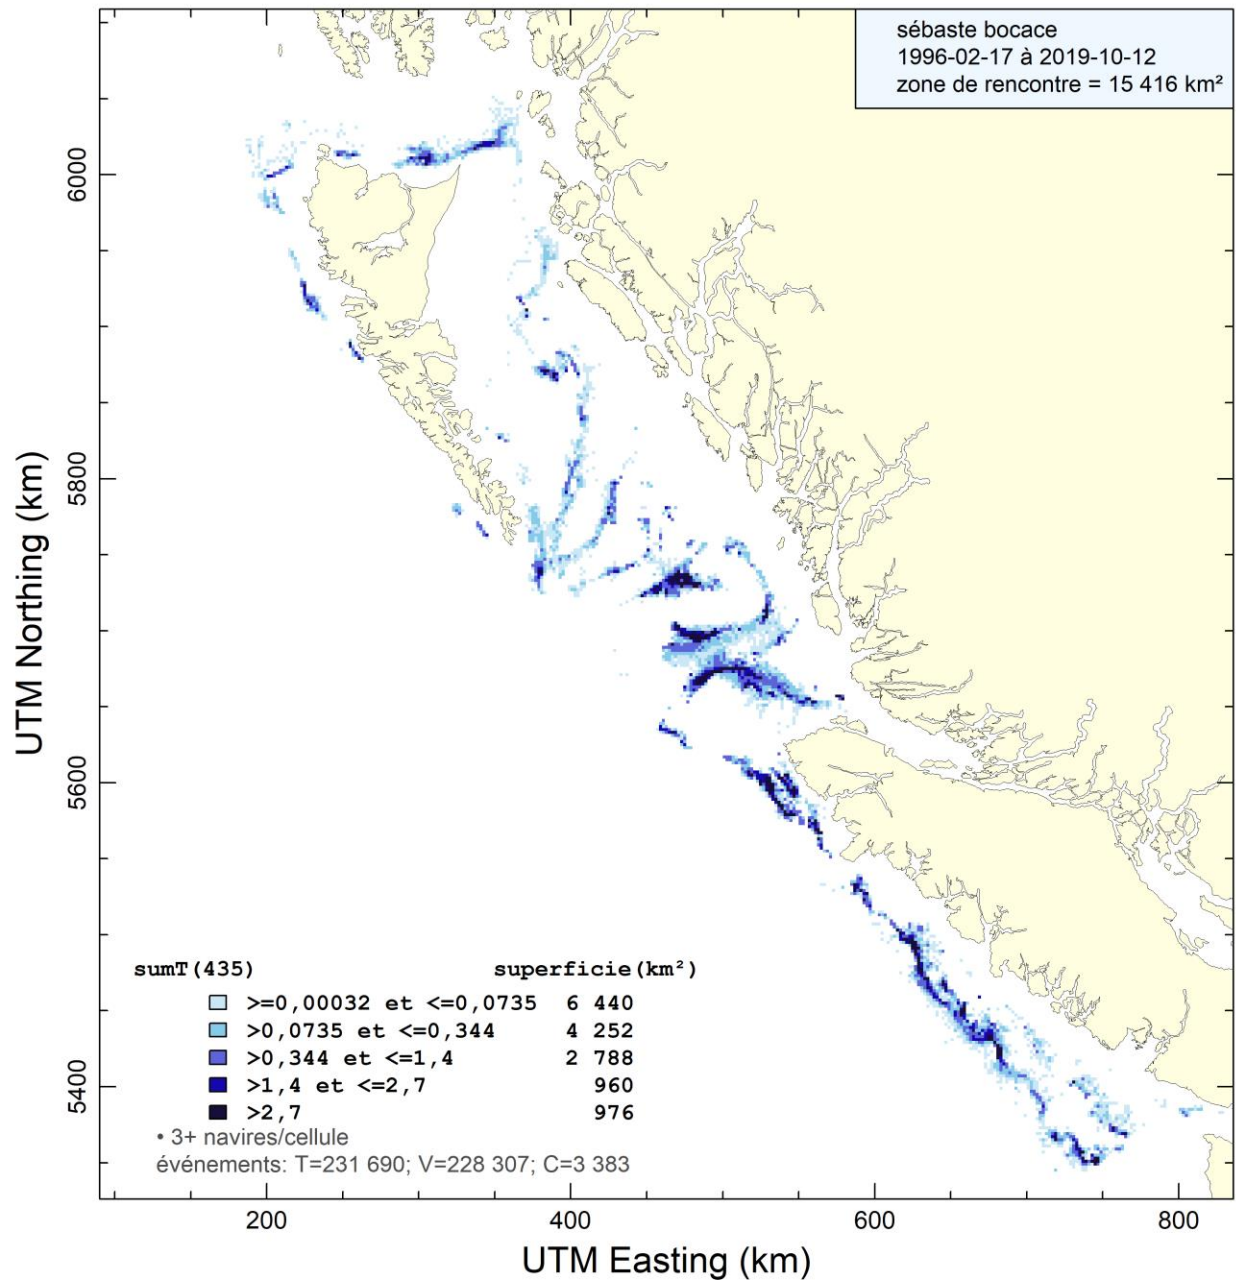 sébaste bocace
1996-02-17 à 2019-10-12
zone de rencontre = 15 416 km²
UTM Northing (km)
6000
5800
5600
5400
sumT(435) superficie(km²)
>=0,00032 et <=0,0735 6 440
>0,0735 et <=0,344 4 252
>0,344 et <=1,4 2 788
>1,4 et <=2,7 960
>2,7 976
• 3+ navires/cellule
événements: T=231 690; V=228 307; C=3 383
200 400 600 800
UTM Easting (km)